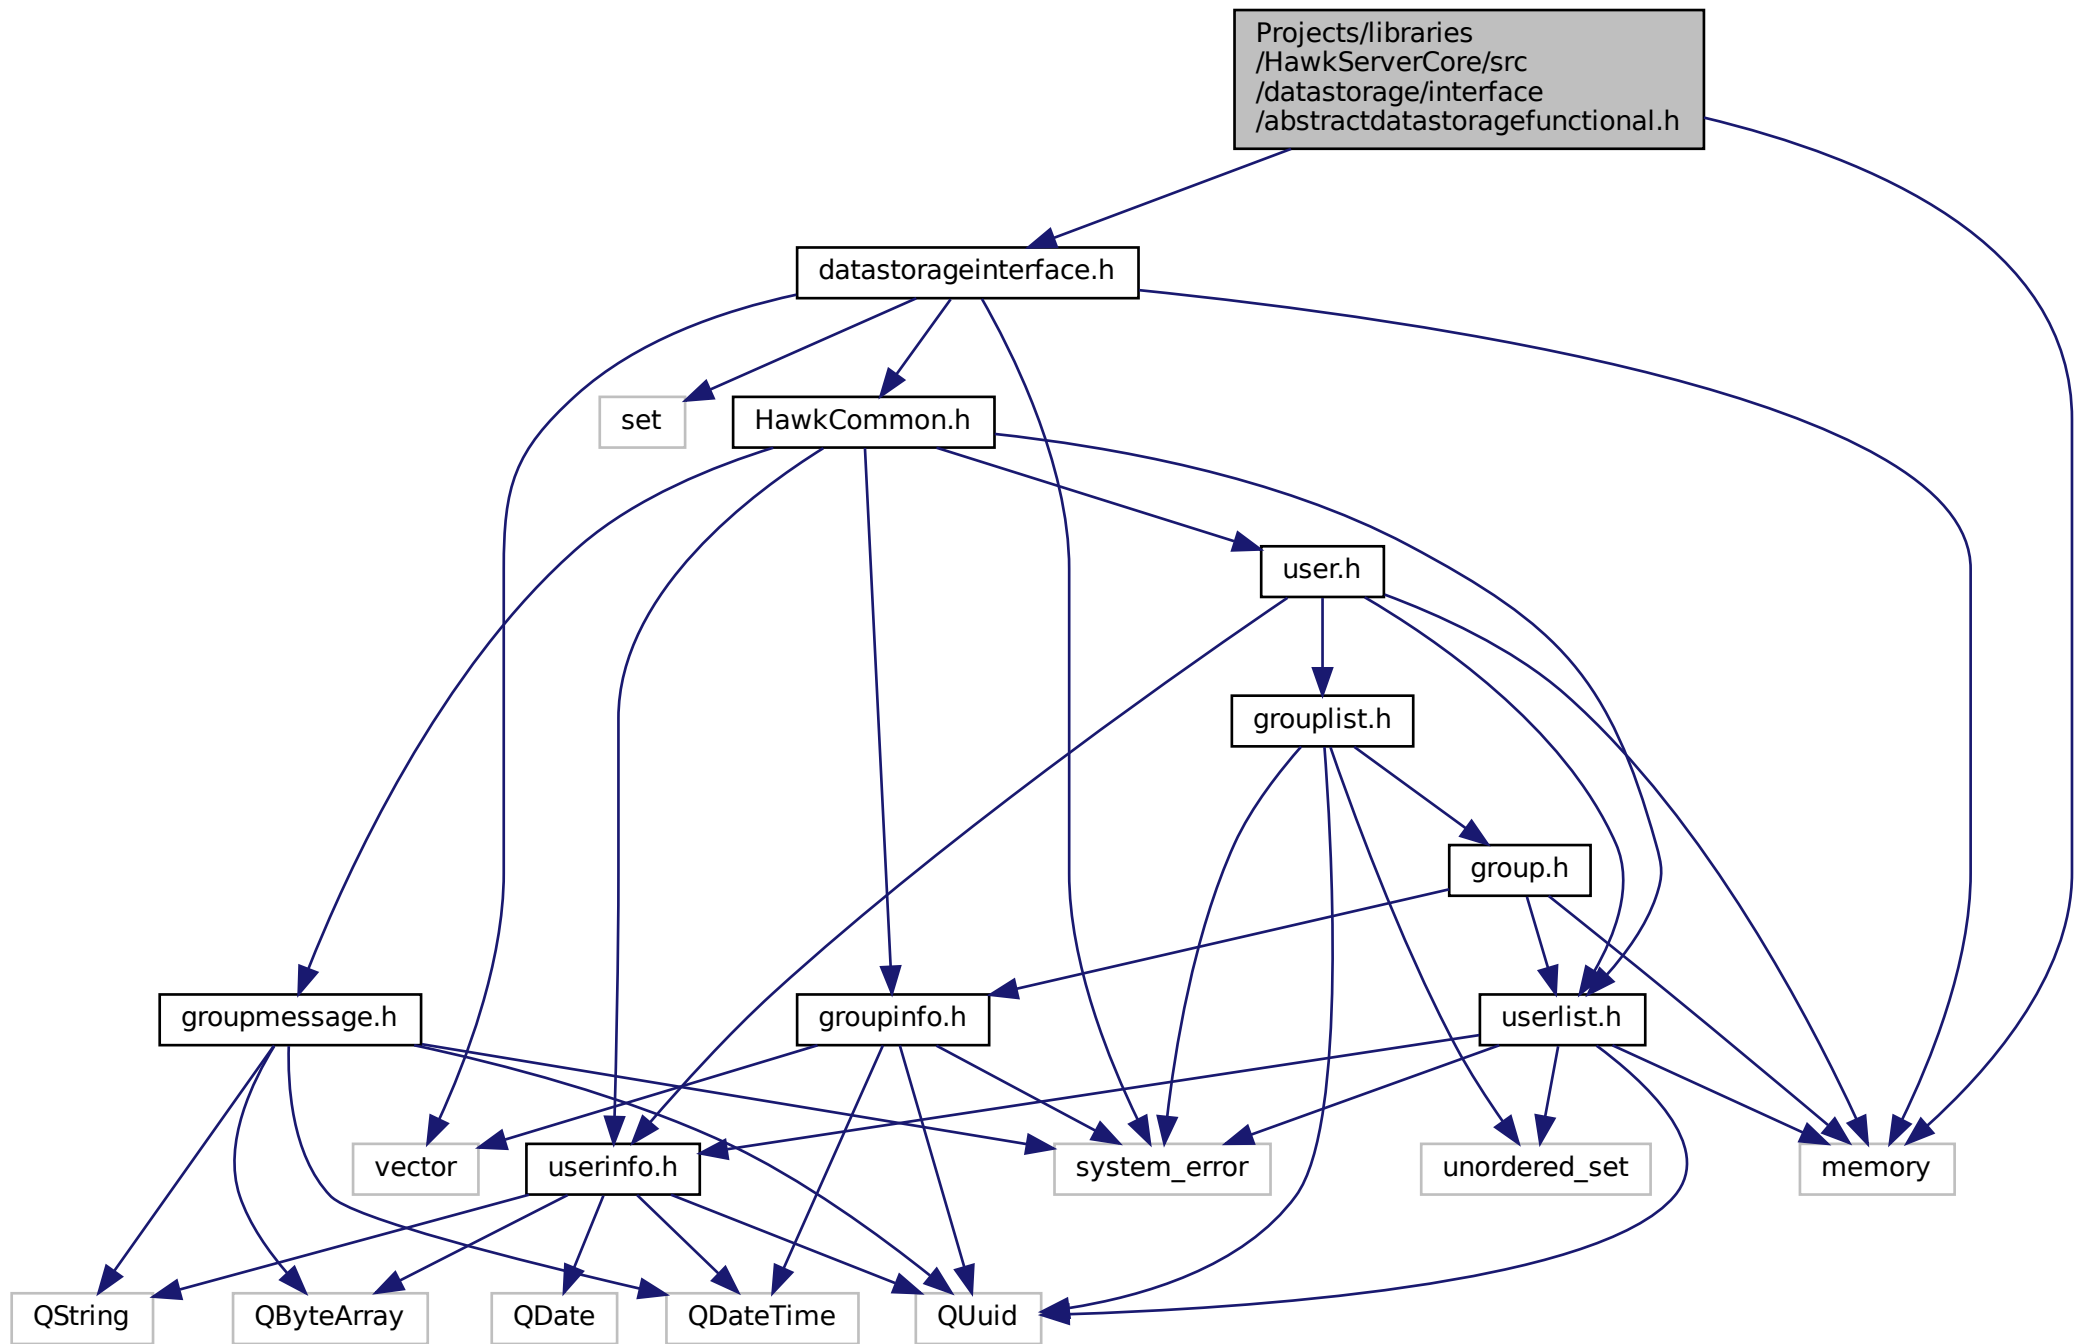 Projects/libraries
/HawkServerCore/src
/datastorage/interface
/abstractdatastoragefunctional.h
datastorageinterface.h
set
HawkCommon.h
user.h
grouplist.h
group.h
groupmessage.h
groupinfo.h
userlist.h
vector
userinfo.h
system_error
unordered_set
memory
QString
QByteArray
QDate
QDateTime
QUuid